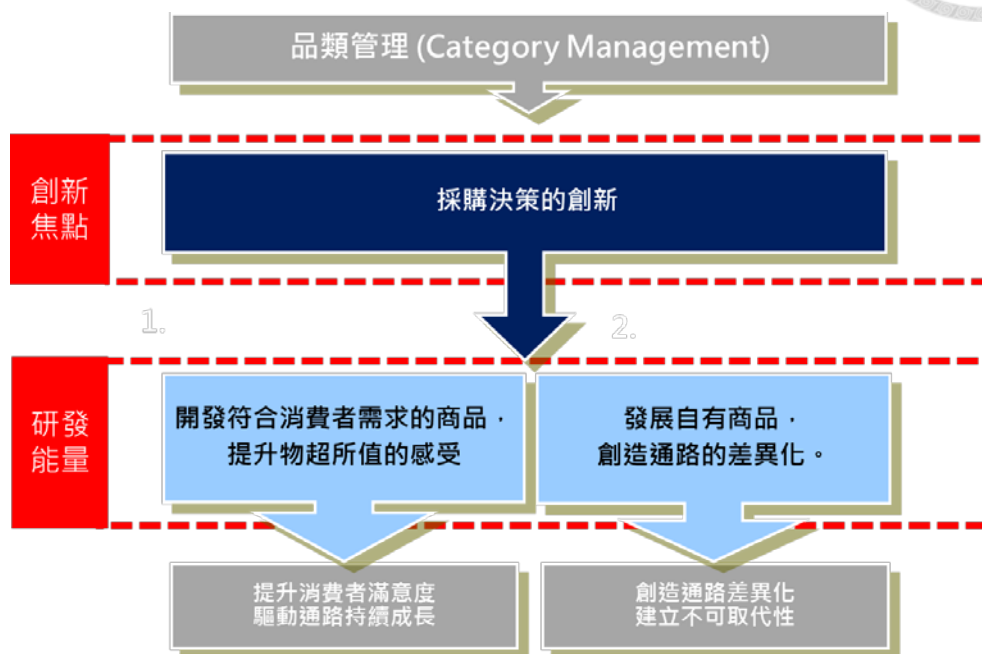 品類管理 (Category Management)
創新
焦點
採購決策的創新
1.
2.
研發
能量
開發符合消費者需求的商品，
提升物超所值的感受
發展自有商品，
創造通路的差異化。
提升消費者滿意度
驅動通路持續成長
創造通路差異化
建立不可取代性